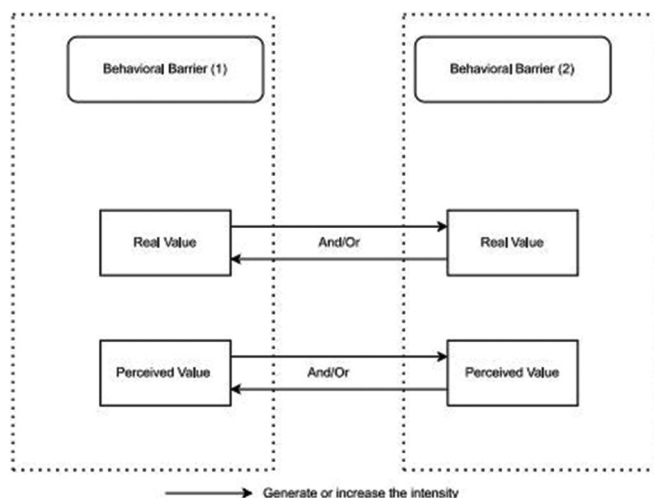 Behavioral Barrier (1)
Behavioral Barrier (2)
Real Value
And/Or
Real Value
Perceived Value
And/Or
Perceived Value
Generate or increase the intensity